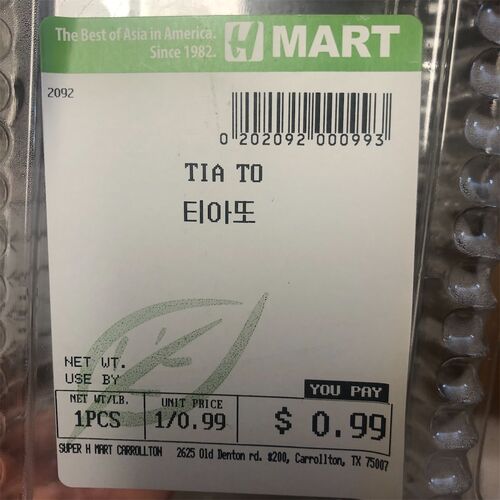 The Best of Asia in America.
Since 1982.
H MART
2092
0 202092 000993
TIA TO
티아또
NET WT.
USE BY
YOU PAY
NET WT/LB.
UNIT PRICE
1PCS
1/0.99
$ 0.99
SUPER H MART CARROLLTON 2625 Old Denton rd. #200, Carrollton, TX 75007